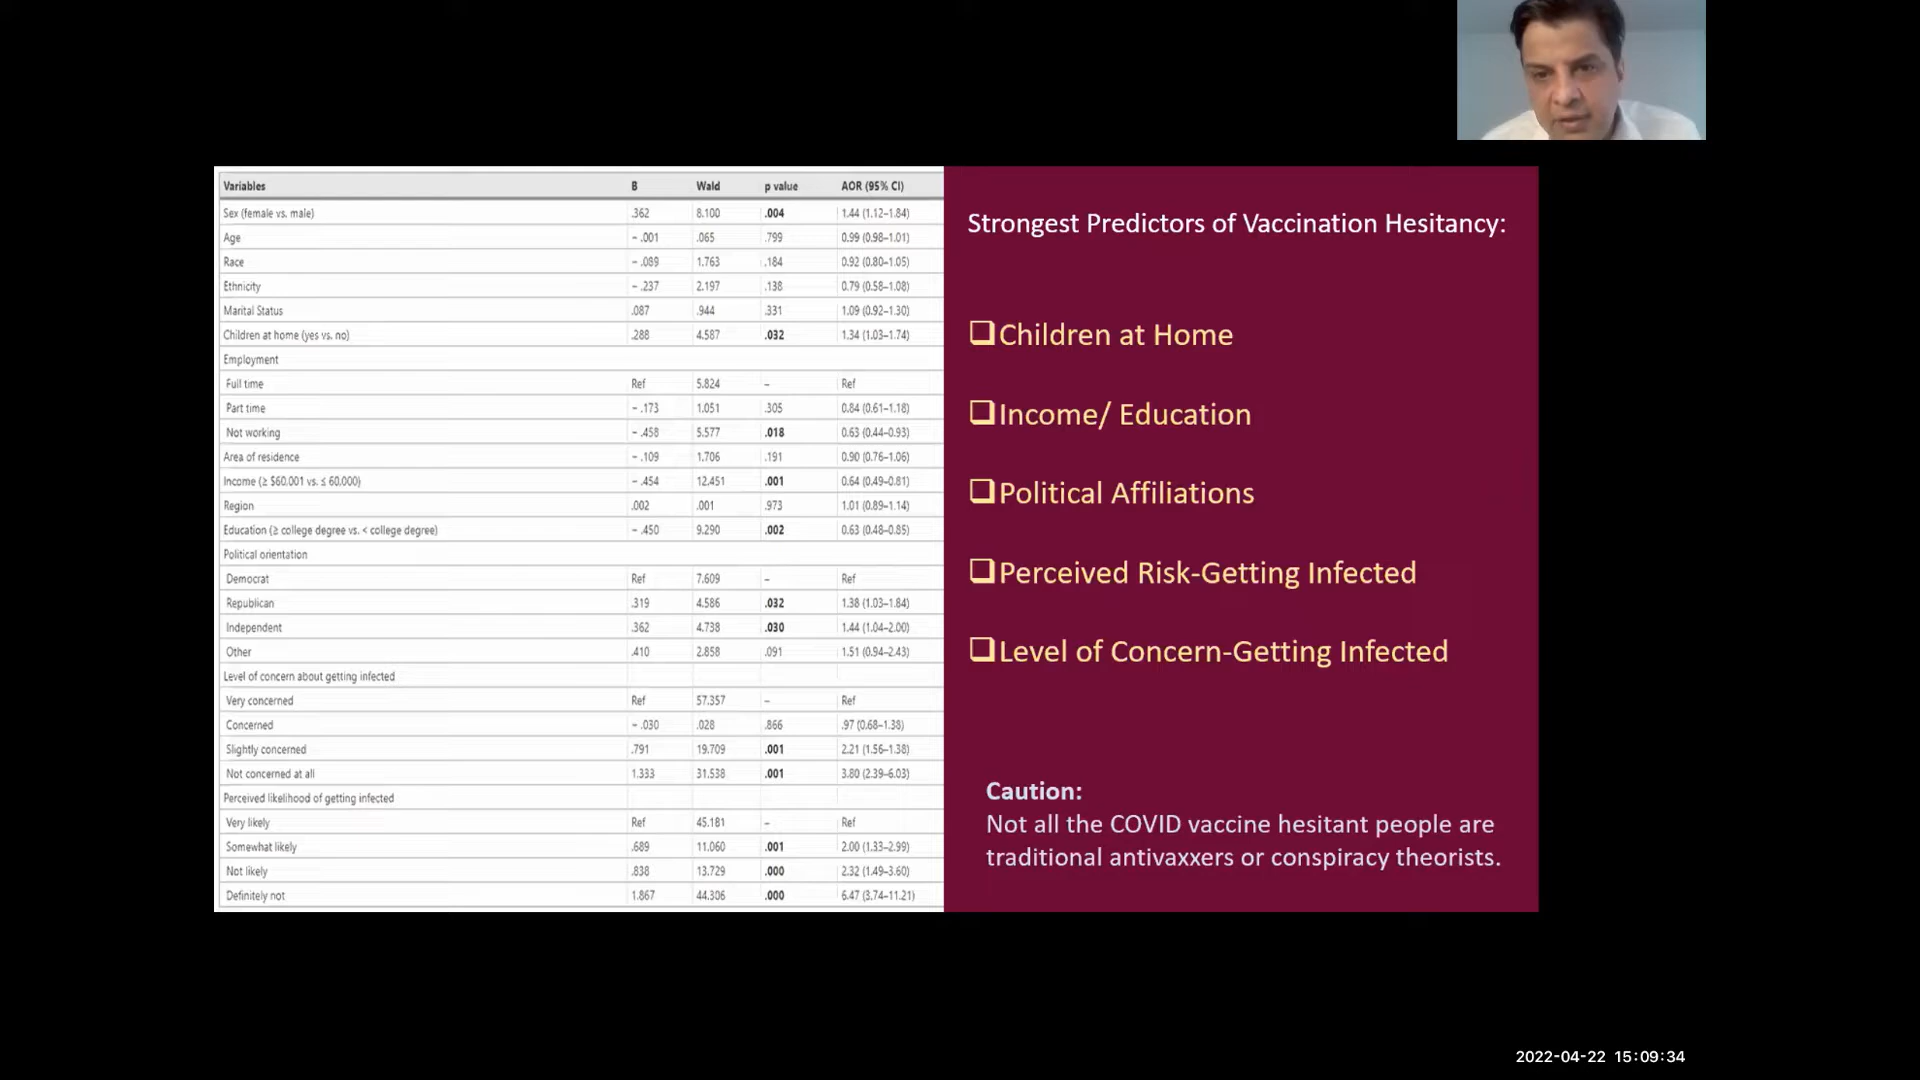 Variables B Wald p value AOR (95% CI)
Sex (female vs. male) .362 8.100 .004 1.44 (1.12–1.84)
Age − .001 .065 .799 0.99 (0.98–1.01)
Race − .089 1.763 .184 0.92 (0.80–1.05)
Ethnicity − .237 2.197 .138 0.79 (0.58–1.08)
Marital Status .087 .944 .331 1.09 (0.92–1.30)
Children at home (yes vs. no) .288 4.587 .032 1.34 (1.03–1.74)
Employment
Full time Ref 5.824 – Ref
Part time − .173 1.051 .305 0.84 (0.61–1.18)
Not working − .458 5.577 .018 0.63 (0.44–0.93)
Area of residence − .109 1.706 .191 0.90 (0.76–1.06)
Income (≥ $60.001 vs. ≤ 60.000) − .454 12.451 .001 0.64 (0.49–0.81)
Region .002 .001 .973 1.01 (0.89–1.14)
Education (≥ college degree vs. < college degree) − .450 9.290 .002 0.63 (0.48–0.85)
Political orientation
Democrat Ref 7.609 – Ref
Republican .319 4.586 .032 1.38 (1.03–1.84)
Independent .362 4.738 .030 1.44 (1.04–2.00)
Other .410 2.858 .091 1.51 (0.94–2.43)
Level of concern about getting infected
Very concerned Ref 57.357 – Ref
Concerned − .030 .028 .866 .97 (0.68–1.38)
Slightly concerned .791 19.709 .001 2.21 (1.56–1.38)
Not concerned at all 1.333 31.538 .001 3.80 (2.39–6.03)
Perceived likelihood of getting infected
Very likely Ref 45.181 – Ref
Somewhat likely .689 11.060 .001 2.00 (1.33–2.99)
Not likely .838 13.729 .000 2.32 (1.49–3.60)
Definitely not 1.867 44.306 .000 6.47 (3.74–11.21)
Strongest Predictors of Vaccination Hesitancy:
❑Children at Home
❑Income/ Education
❑Political Affiliations
❑Perceived Risk-Getting Infected
❑Level of Concern-Getting Infected
Caution:
Not all the COVID vaccine hesitant people are
traditional antivaxxers or conspiracy theorists.
2022-04-22 15:09:34